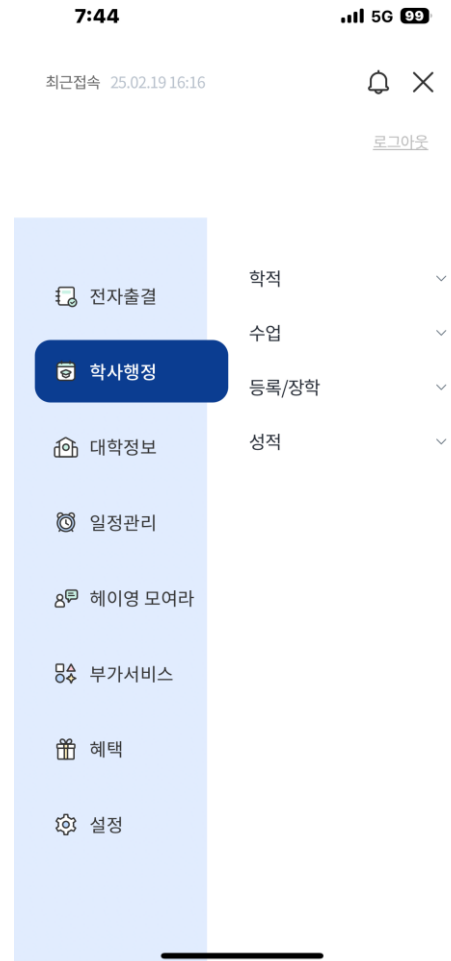 7:44 5G 99
최근접속 25.02.19 16:16
로그아웃
전자출결
학사행정
대학정보
일정관리
헤이영 모여라
부가서비스
혜택
설정
학적
수업
등록/장학
성적